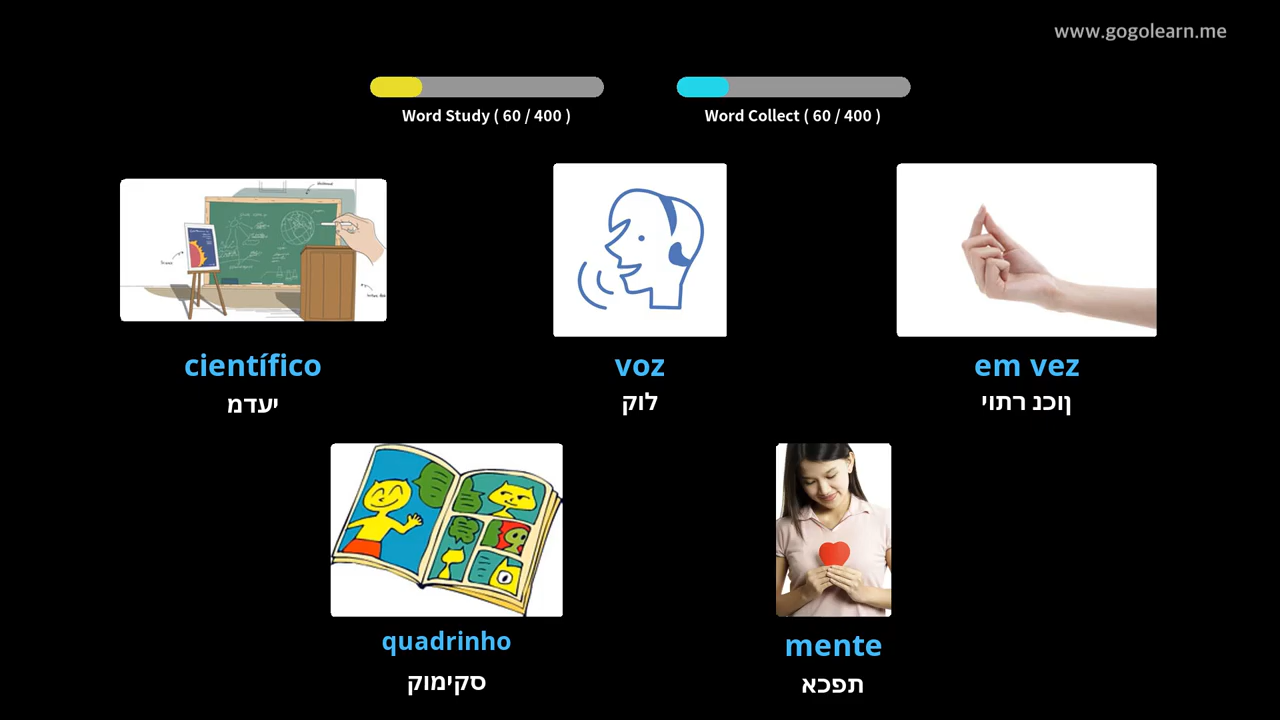 www.gogolearn.me
Word Study ( 60 / 400 )
Word Collect ( 60 / 400 )
científico
יעדמ
voz
לוק
em vez
ןוכנ רתוי
quadrinho
סקימוק
mente
תפכא